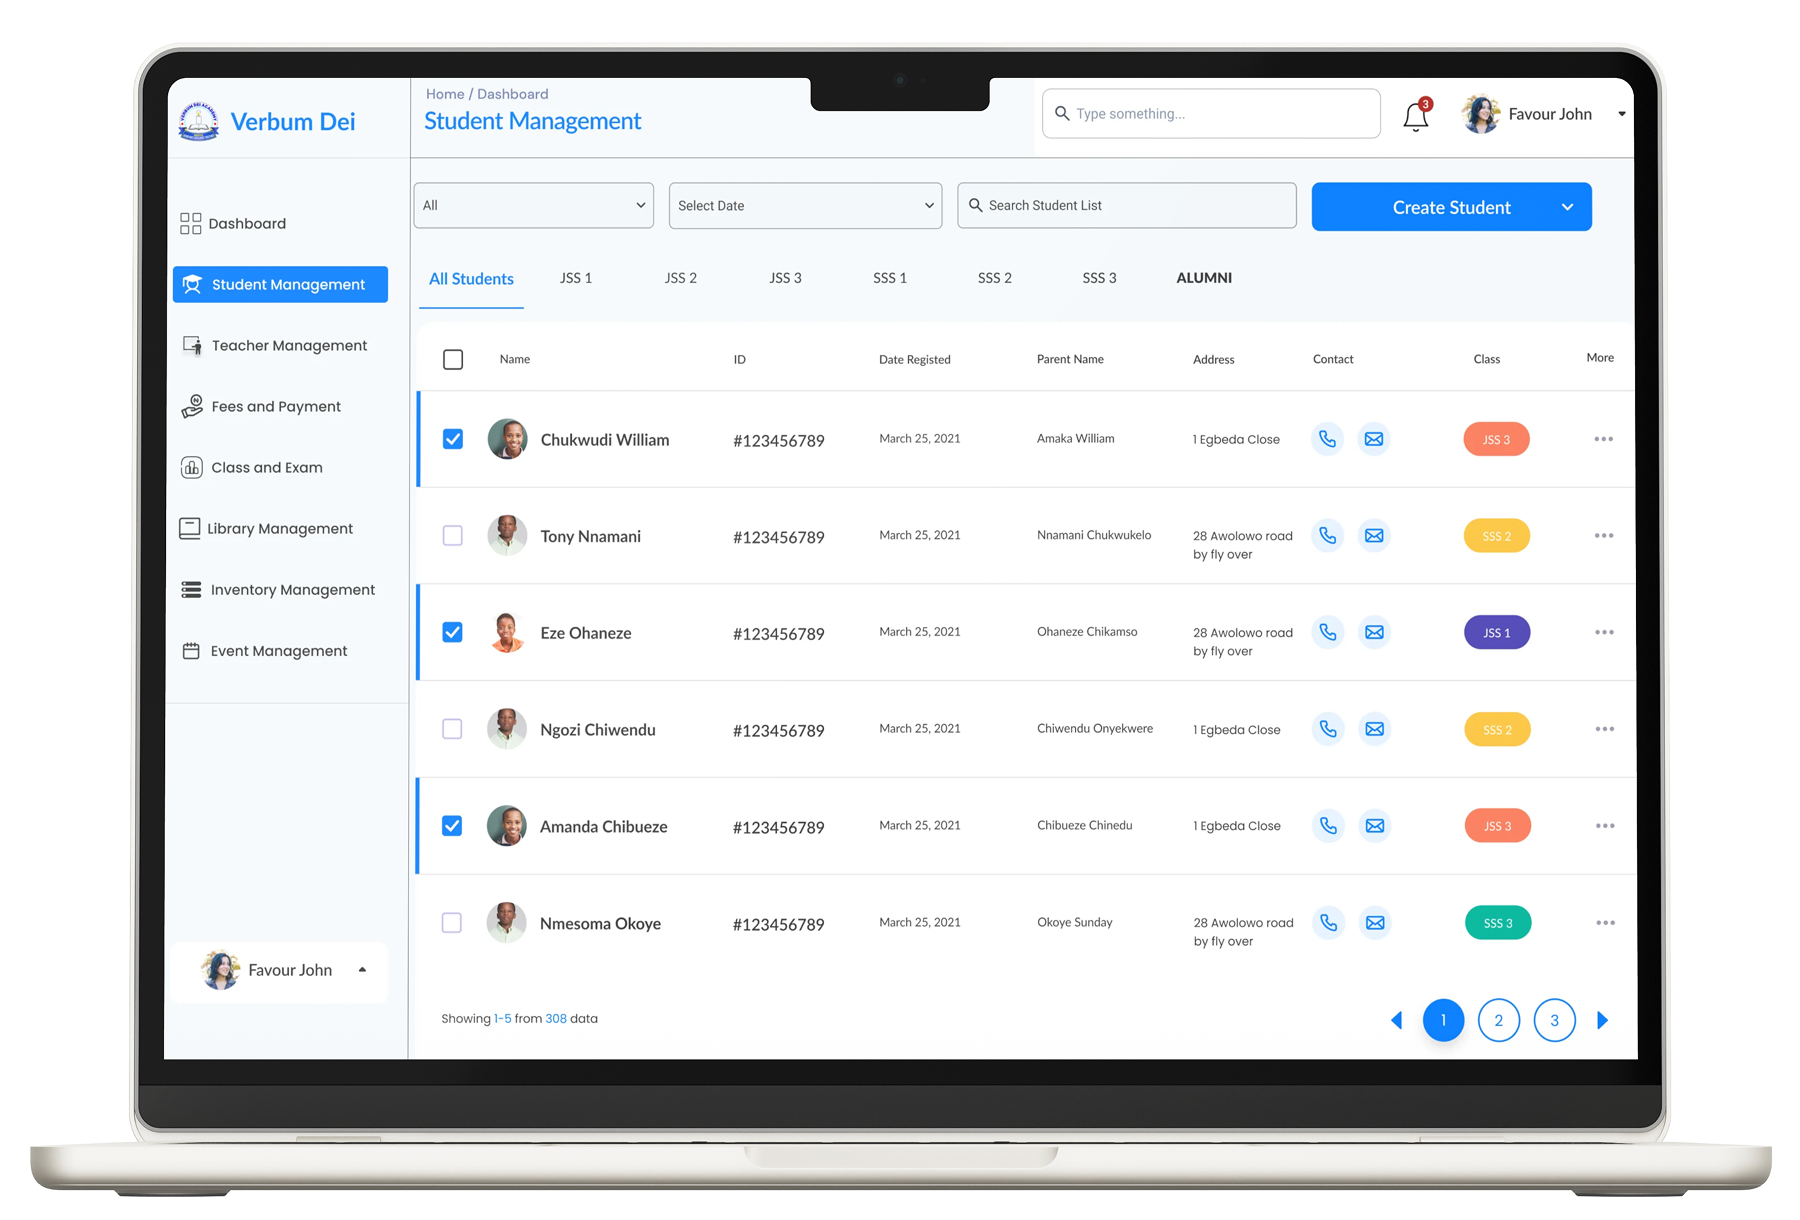 Verbum Dei
Home / Dashboard
Student Management
Type something...
3
Favour John
Dashboard
Student Management
Teacher Management
Fees and Payment
Class and Exam
Library Management
Inventory Management
Event Management
Favour John
All
Select Date
Search Student List
Create Student
All Students JSS 1 JSS 2 JSS 3 SSS 1 SSS 2 SSS 3 ALUMNI
Name ID Date Registed Parent Name Address Contact Class More
Chukwudi William #123456789 March 25, 2021 Amaka William 1 Egbeda Close JSS 3
Tony Nnamani #123456789 March 25, 2021 Nnamani Chukwukelo 28 Awolowo road SSS 2
by fly over
Eze Ohaneze #123456789 March 25, 2021 Ohaneze Chikamso 28 Awolowo road JSS 1
by fly over
Ngozi Chiwendu #123456789 March 25, 2021 Chiwendu Onyekwere 1 Egbeda Close SSS 2
Amanda Chibueze #123456789 March 25, 2021 Chibueze Chinedu 1 Egbeda Close JSS 3
Nmesoma Okoye #123456789 March 25, 2021 Okoye Sunday 28 Awolowo road SSS 3
by fly over
Showing 1-5 from 308 data
1 2 3